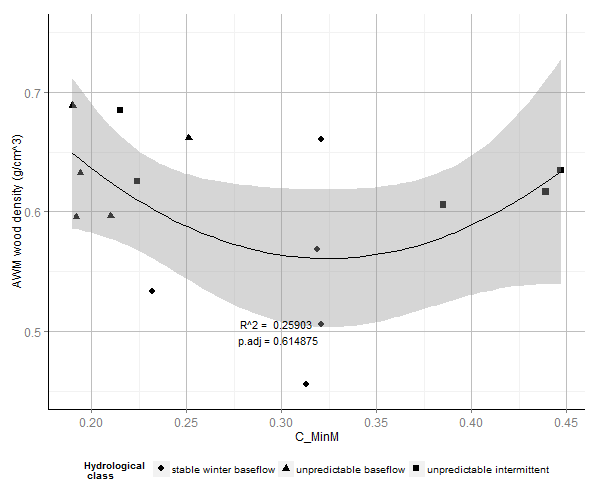 AWM wood density (g/cm^3)
0.7
0.6
0.5
R^2 = 0.25903
p.adj = 0.614875
0.20 0.25 0.30 0.35 0.40 0.45
C_MinM
Hydrological
class
stable winter baseflow unpredictable baseflow unpredictable intermittent